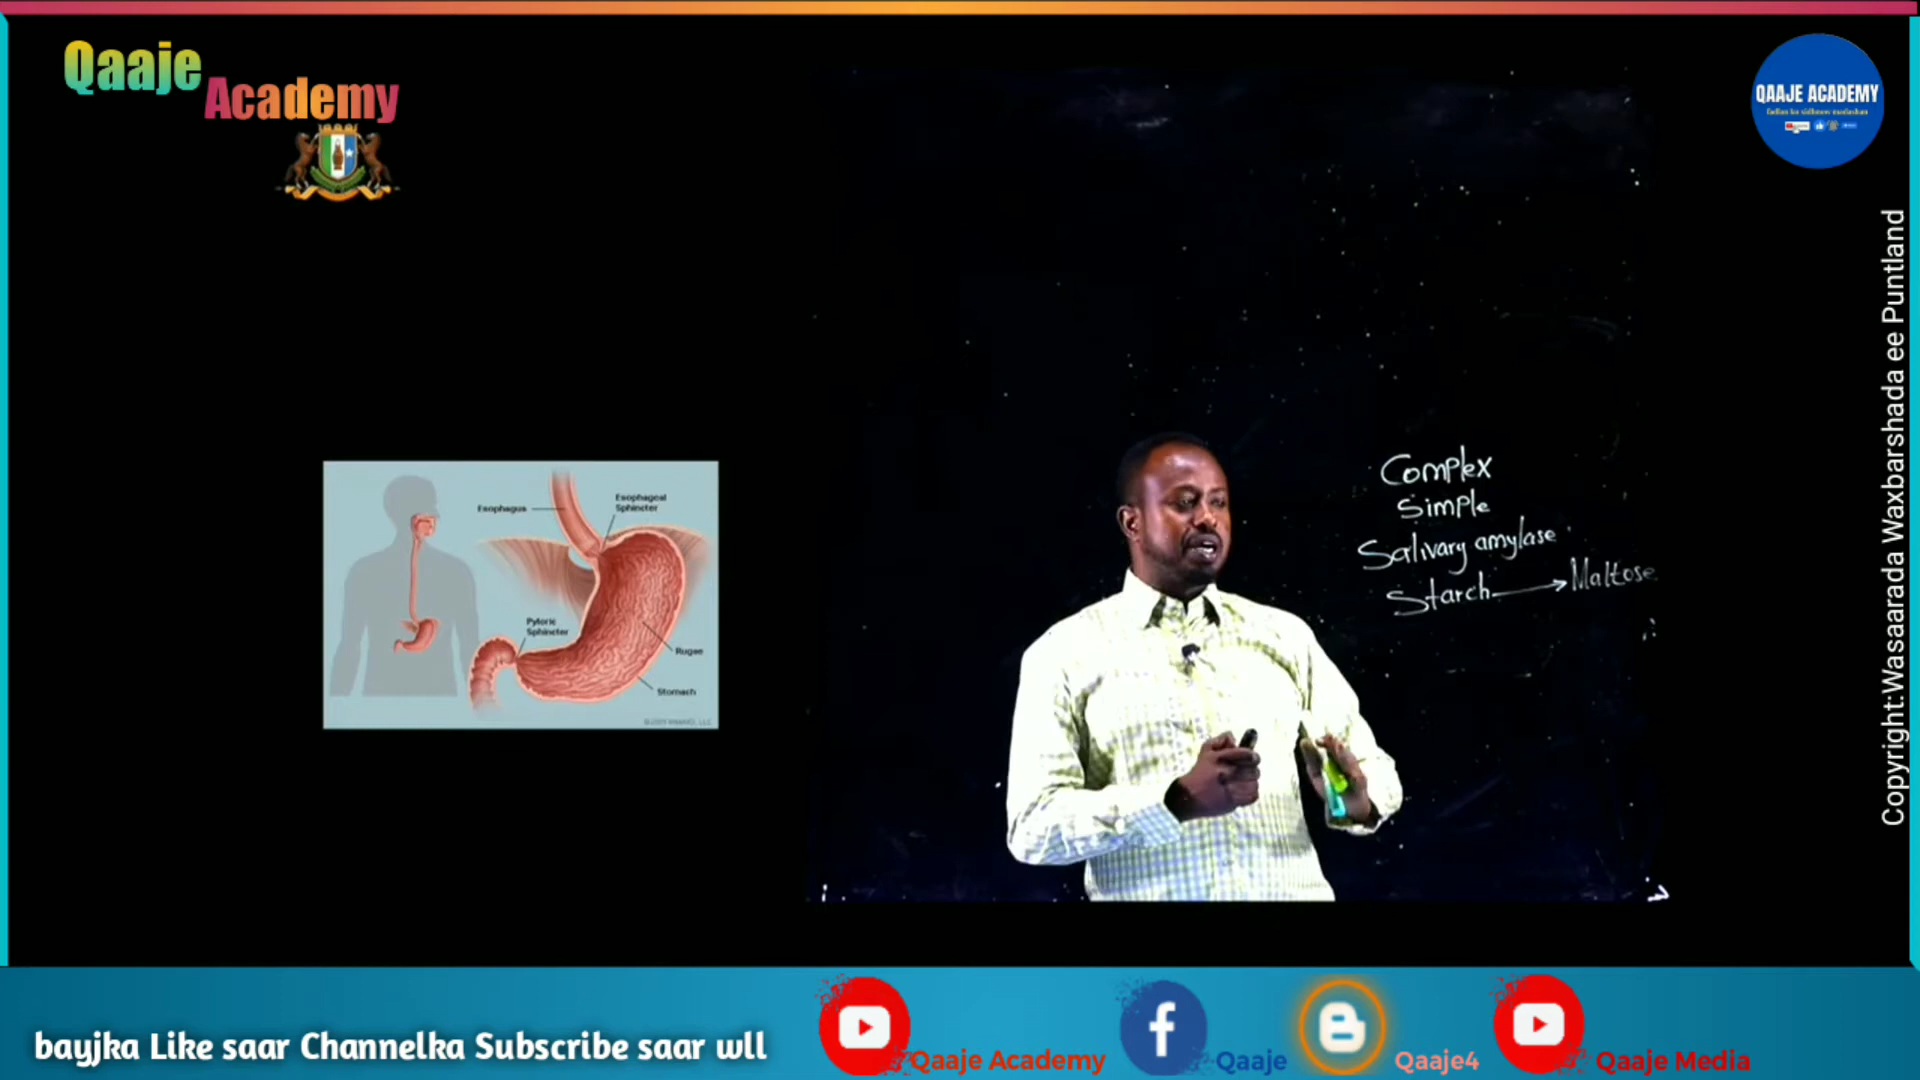 Qaaje
Academy
QAAJE ACADEMY
Copyright:Wasaarada Waxbarshada ee Puntland
Esophagus
Esophageal
Sphincter
Pyloric
Sphincter
Rugae
Stomach
Complex
Simple
Salivary amylase
Starch → Maltose
bayjka Like saar Channelka Subscribe saar wll
Qaaje Academy
Qaaje
Qaaje4
Qaaje Media